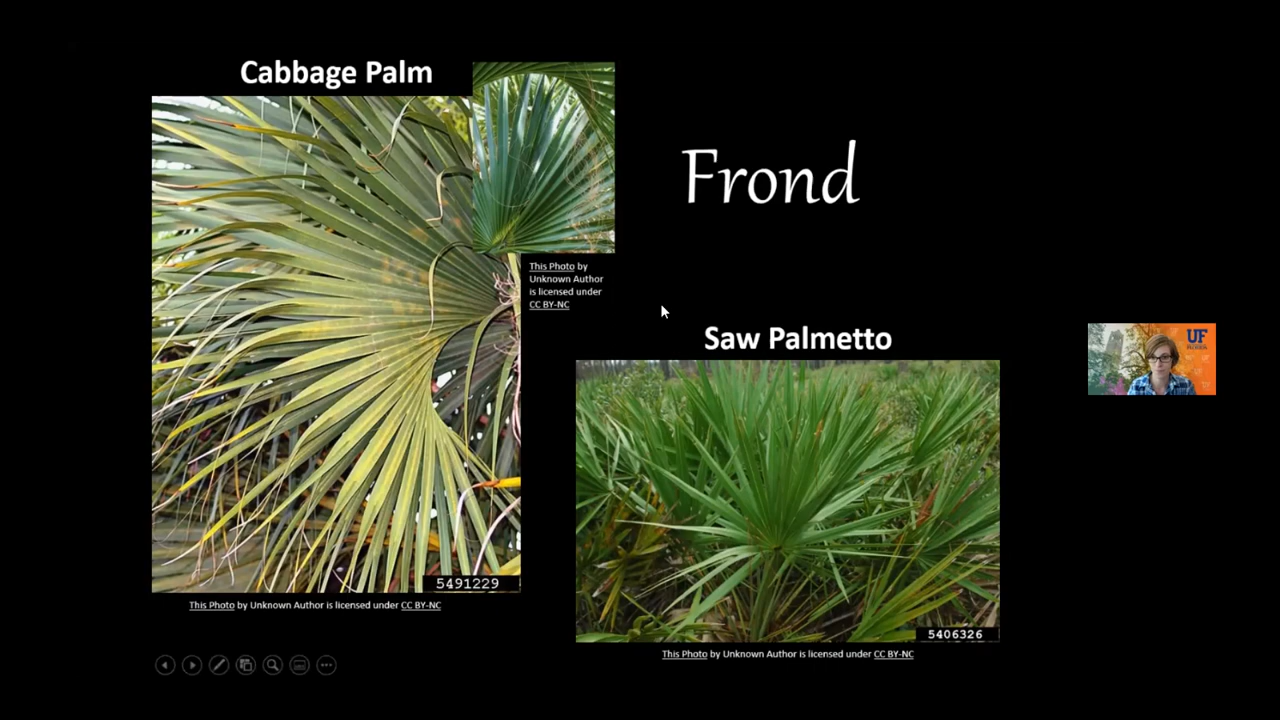 Cabbage Palm
Frond
This Photo by
Unknown Author
is licensed under
CC BY-NC
Saw Palmetto
5491229
This Photo by Unknown Author is licensed under CC BY-NC
5406326
This Photo by Unknown Author is licensed under CC BY-NC
UF